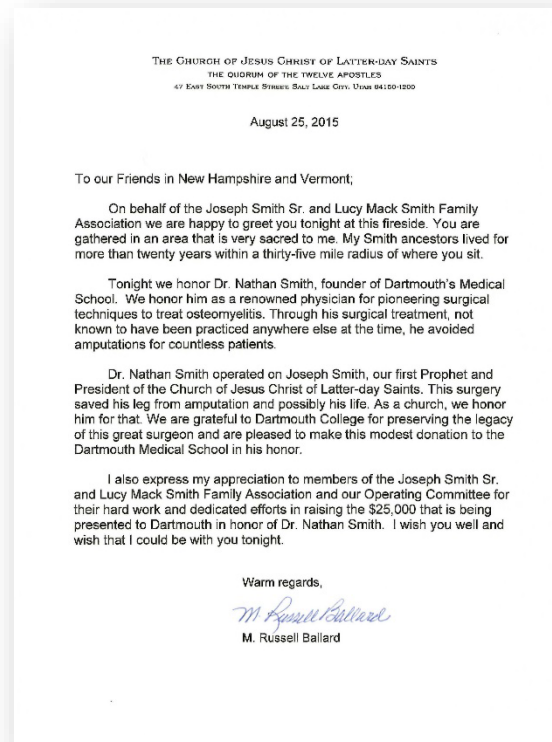 THE CHURCH OF JESUS CHRIST OF LATTER-DAY SAINTS
THE QUORUM OF THE TWELVE APOSTLES
47 EAST SOUTH TEMPLE STREET, SALT LAKE CITY, UTAH 84150-1200
August 25, 2015
To our Friends in New Hampshire and Vermont;
On behalf of the Joseph Smith Sr. and Lucy Mack Smith Family
Association we are happy to greet you tonight at this fireside. You are
gathered in an area that is very sacred to me. My Smith ancestors lived for
more than twenty years within a thirty-five mile radius of where you sit.
Tonight we honor Dr. Nathan Smith, founder of Dartmouth's Medical
School. We honor him as a renowned physician for pioneering surgical
techniques to treat osteomyelitis. Through his surgical treatment, not
known to have been practiced anywhere else at the time, he avoided
amputations for countless patients.
Dr. Nathan Smith operated on Joseph Smith, our first Prophet and
President of the Church of Jesus Christ of Latter-day Saints. This surgery
saved his leg from amputation and possibly his life. As a church, we honor
him for that. We are grateful to Dartmouth College for preserving the legacy
of this great surgeon and are pleased to make this modest donation to the
Dartmouth Medical School in his honor.
I also express my appreciation to members of the Joseph Smith Sr.
and Lucy Mack Smith Family Association and our Operating Committee for
their hard work and dedicated efforts in raising the $25,000 that is being
presented to Dartmouth in honor of Dr. Nathan Smith. I wish you well and
wish that I could be with you tonight.
Warm regards,
M Russell Ballard
M. Russell Ballard